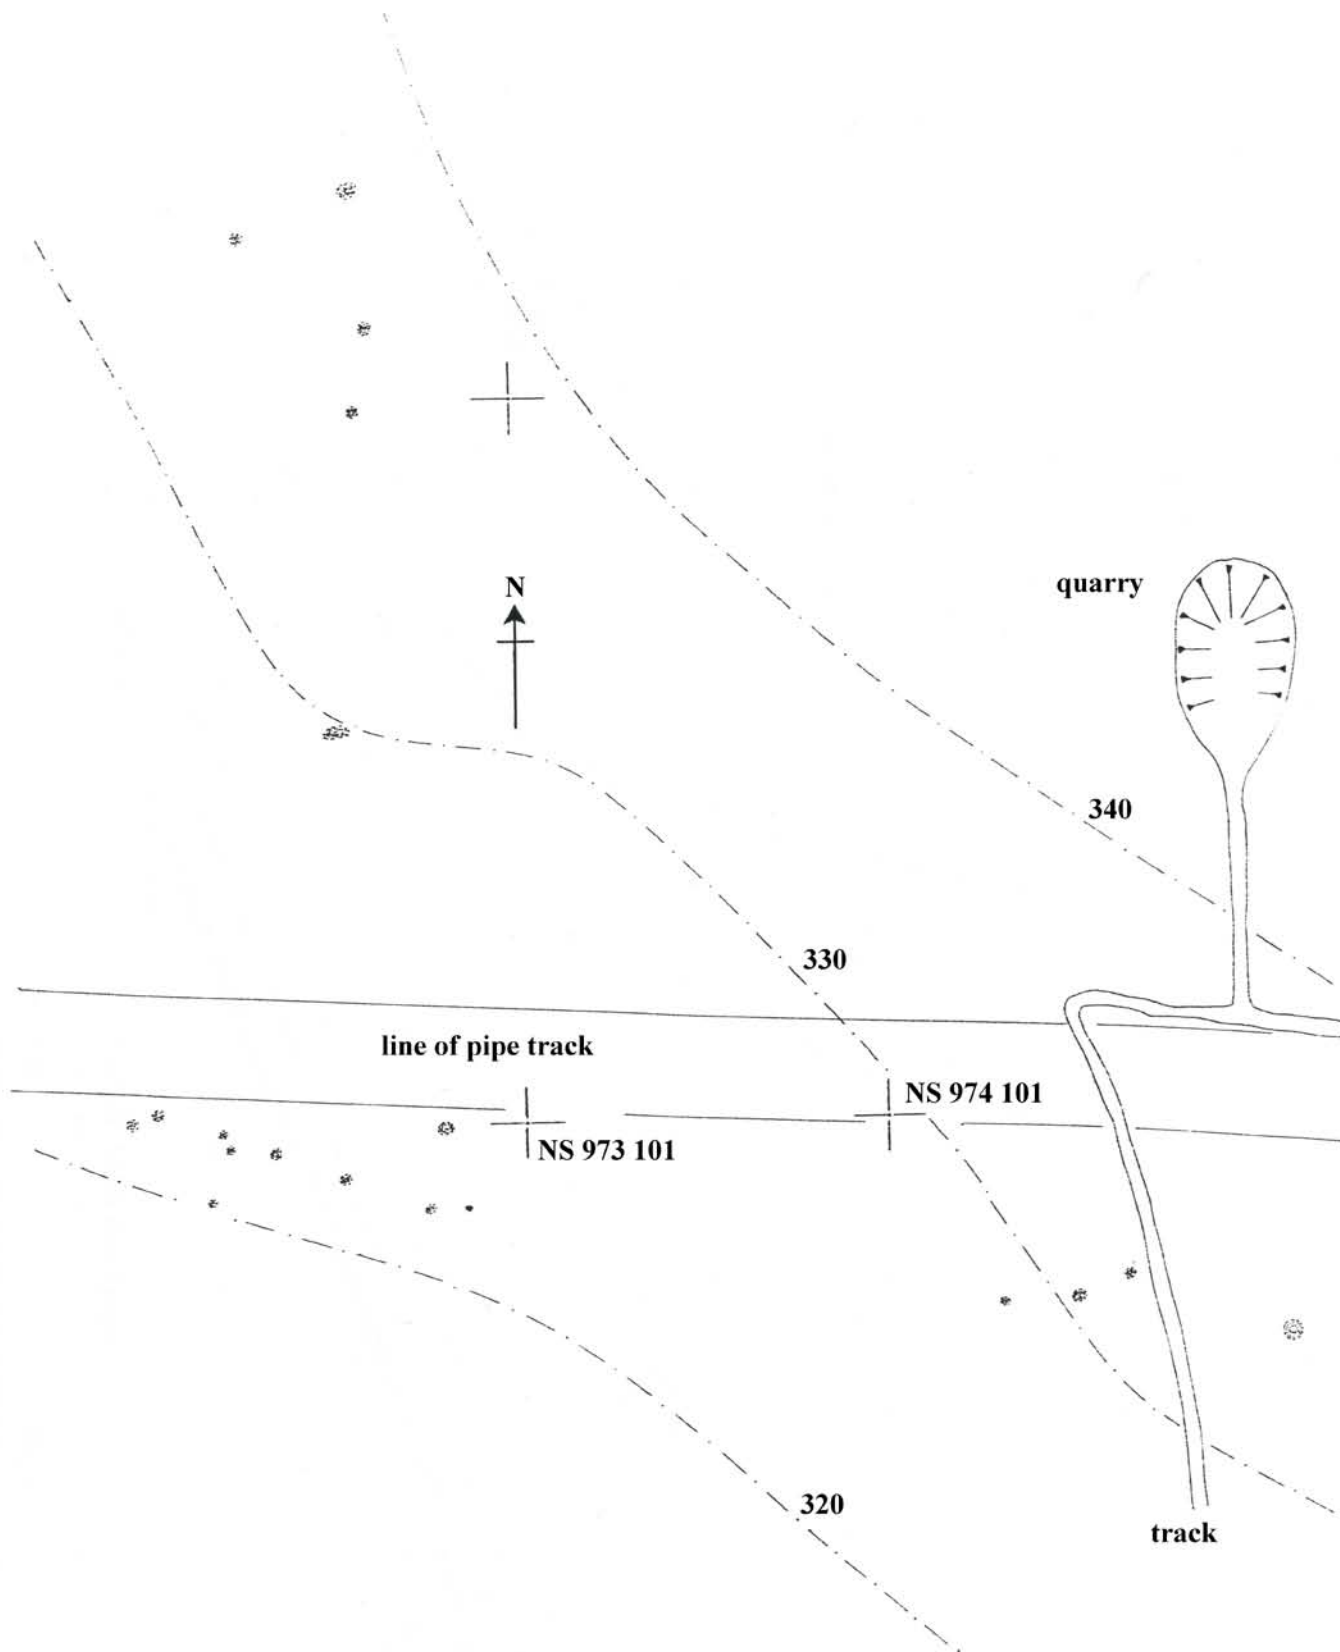 N
quarry
340
330
line of pipe track
NS 974 101
NS 973 101
320
track